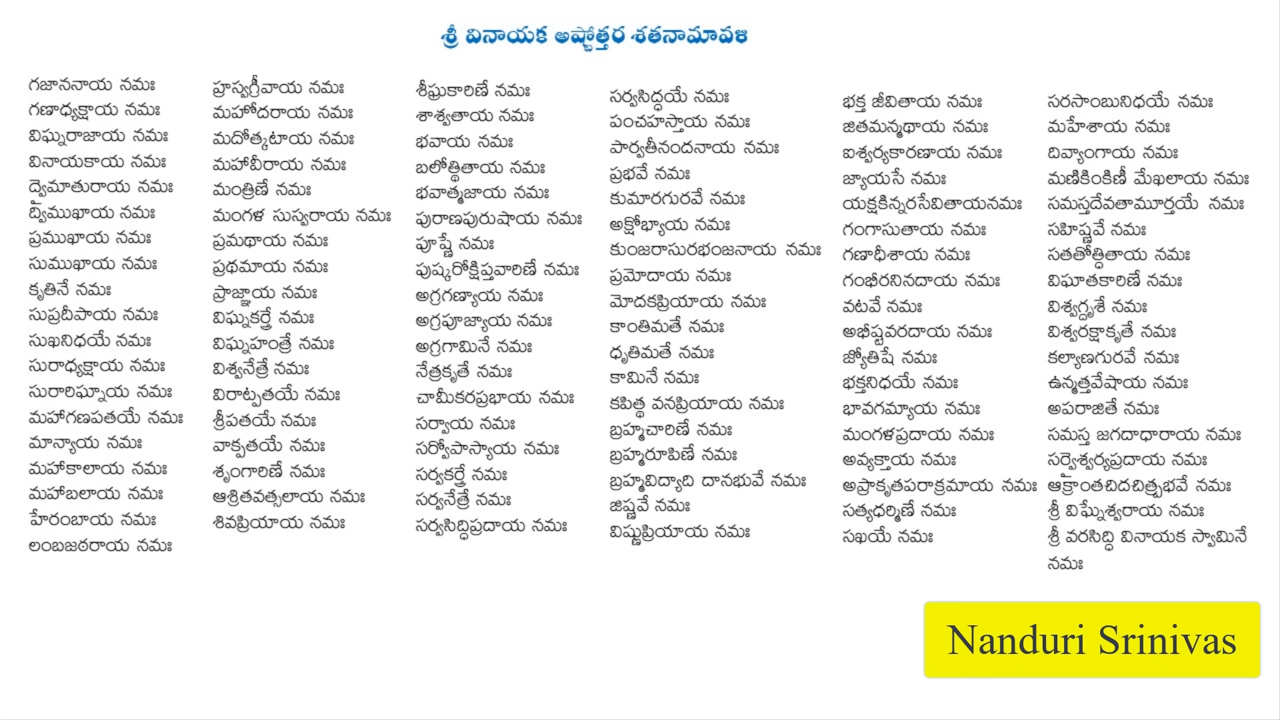 శ్రీ వినాయక అష్టోత్తర శతనామావళి
గజాననాయ నమః
గణాధ్యక్షాయ నమః
విఘ్నరాజాయ నమః
వినాయకాయ నమః
ద్వైమాతురాయ నమః
ద్విముఖాయ నమః
ప్రముఖాయ నమః
సుముఖాయ నమః
కృతినే నమః
సుప్రదీపాయ నమః
సుఖనిధయే నమః
సురాధ్యక్షాయ నమః
సురారిఘ్నాయ నమః
మహాగణపతయే నమః
మాన్యాయ నమః
మహాకాలాయ నమః
మహాబలాయ నమః
హేరంబాయ నమః
లంబజఠరాయ నమః
హ్రస్వగ్రీవాయ నమః
మహోదరాయ నమః
మదోత్కటాయ నమః
మహావీరాయ నమః
మంత్రిణే నమః
మంగళ సుస్వరాయ నమః
ప్రమథాయ నమః
ప్రథమాయ నమః
ప్రాజ్ఞాయ నమః
విఘ్నకర్త్రే నమః
విఘ్నహంత్రే నమః
విశ్వనేత్రే నమః
విరాట్పతయే నమః
శ్రీపతయే నమః
వాక్పతయే నమః
శృంగారిణే నమః
ఆశ్రితవత్సలాయ నమః
శివప్రియాయ నమః
శీఘ్రకారిణే నమః
శాశ్వతాయ నమః
భవాయ నమః
బలోత్థితాయ నమః
భవాత్మజాయ నమః
పురాణపురుషాయ నమః
పూష్ణే నమః
పుష్కరోక్షిప్తవారిణే నమః
అగ్రగణ్యాయ నమః
అగ్రపూజ్యాయ నమః
అగ్రగామినే నమః
నేత్రకృతే నమః
చామీకరప్రభాయ నమః
సర్వాయ నమః
సర్వోపాస్యాయ నమః
సర్వకర్త్రే నమః
సర్వనేత్రే నమః
సర్వసిద్ధిప్రదాయ నమః
సర్వసిద్ధయే నమః
పంచహస్తాయ నమః
పార్వతీనందనాయ నమః
ప్రభవే నమః
కుమారగురవే నమః
అక్షోభ్యాయ నమః
కుంజరాసురభంజనాయ నమః
ప్రమోదాయ నమః
మోదకప్రియాయ నమః
కాంతిమతే నమః
ధృతిమతే నమః
కామినే నమః
కపిత్థ వనప్రియాయ నమః
బ్రహ్మచారిణే నమః
బ్రహ్మరూపిణే నమః
బ్రహ్మవిద్యాది దానభువే నమః
జిష్ణవే నమః
విష్ణుప్రియాయ నమః
భక్త జీవితాయ నమః
జితమన్మథాయ నమః
ఐశ్వర్యకారణాయ నమః
జ్యాయసే నమః
యక్షకిన్నరసేవితాయనమః
గంగాసుతాయ నమః
గణాధీశాయ నమః
గంభీరనినదాయ నమః
వటవే నమః
అభీష్టవరదాయ నమః
జ్యోతిషే నమః
భక్తనిధయే నమః
భావగమ్యాయ నమః
మంగళప్రదాయ నమః
అవ్యక్తాయ నమః
అప్రాకృతపరాక్రమాయ నమః
సత్యధర్మిణే నమః
సఖయే నమః
సరసాంబునిధయే నమః
మహేశాయ నమః
దివ్యాంగాయ నమః
మణికింకిణీ మేఖలాయ నమః
సమస్తదేవతామూర్తయే నమః
సహిష్ణవే నమః
సతతోత్థితాయ నమః
విఘాతకారిణే నమః
విశ్వగ్దృశే నమః
విశ్వరక్షాకృతే నమః
కల్యాణగురవే నమః
ఉన్మత్తవేషాయ నమః
అపరాజితే నమః
సమస్త జగదాధారాయ నమః
సర్వైశ్వర్యప్రదాయ నమః
ఆక్రాంతచిదచిత్ప్రభవే నమః
శ్రీ విఘ్నేశ్వరాయ నమః
శ్రీ వరసిద్ధి వినాయక స్వామినే
నమః
Nanduri Srinivas